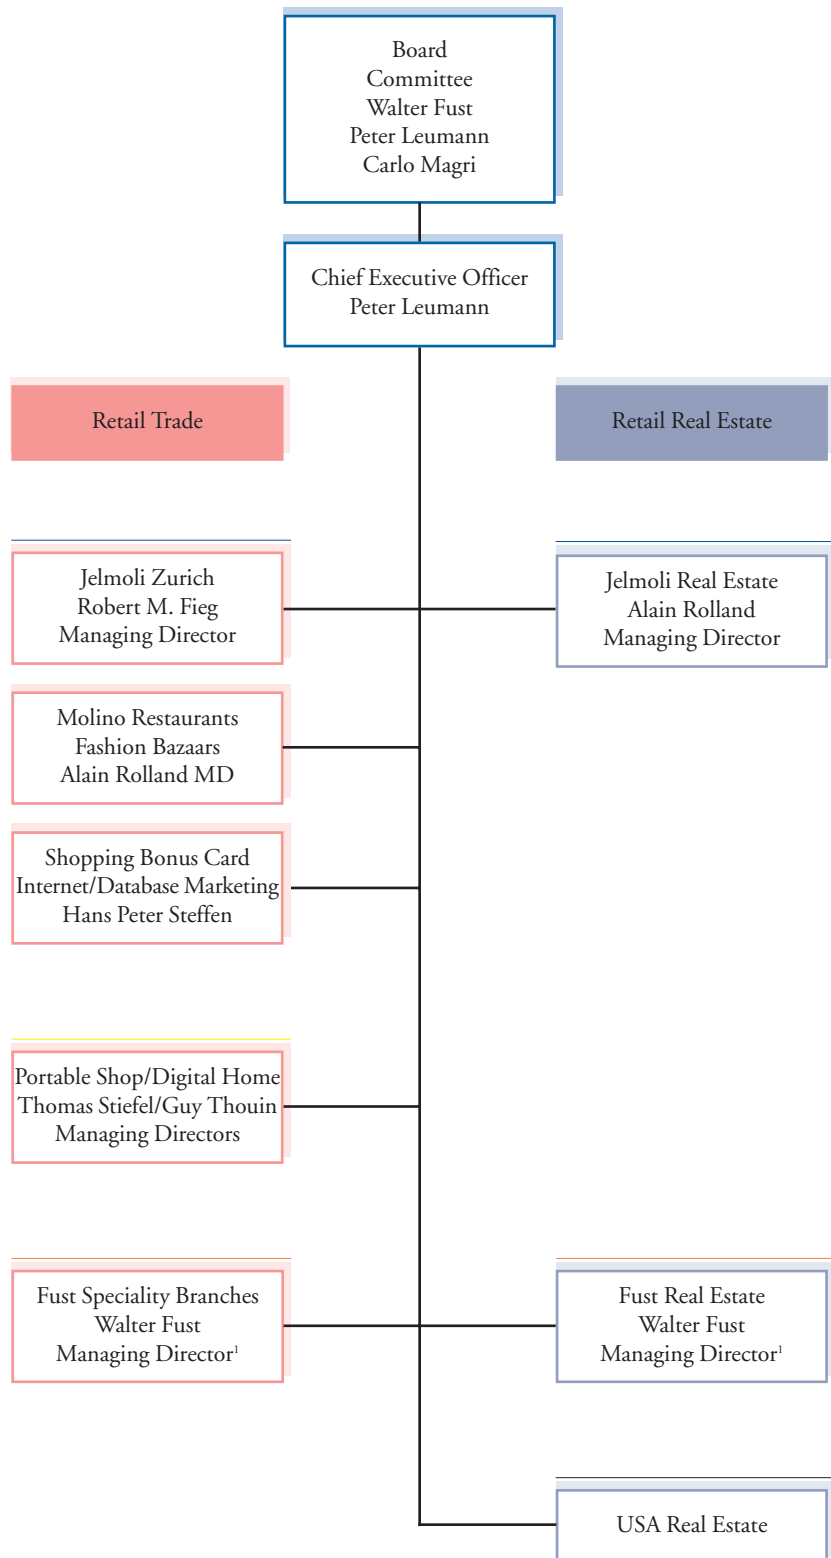 Board
Committee
Walter Fust
Peter Leumann
Carlo Magri
Chief Executive Officer
Peter Leumann
Retail Trade
Retail Real Estate
Jelmoli Zurich
Robert M. Fieg
Managing Director
Jelmoli Real Estate
Alain Rolland
Managing Director
Molino Restaurants
Fashion Bazaars
Alain Rolland MD
Shopping Bonus Card
Internet/Database Marketing
Hans Peter Steffen
Portable Shop/Digital Home
Thomas Stiefel/Guy Thouin
Managing Directors
Fust Speciality Branches
Walter Fust
Managing Director¹
Fust Real Estate
Walter Fust
Managing Director¹
USA Real Estate